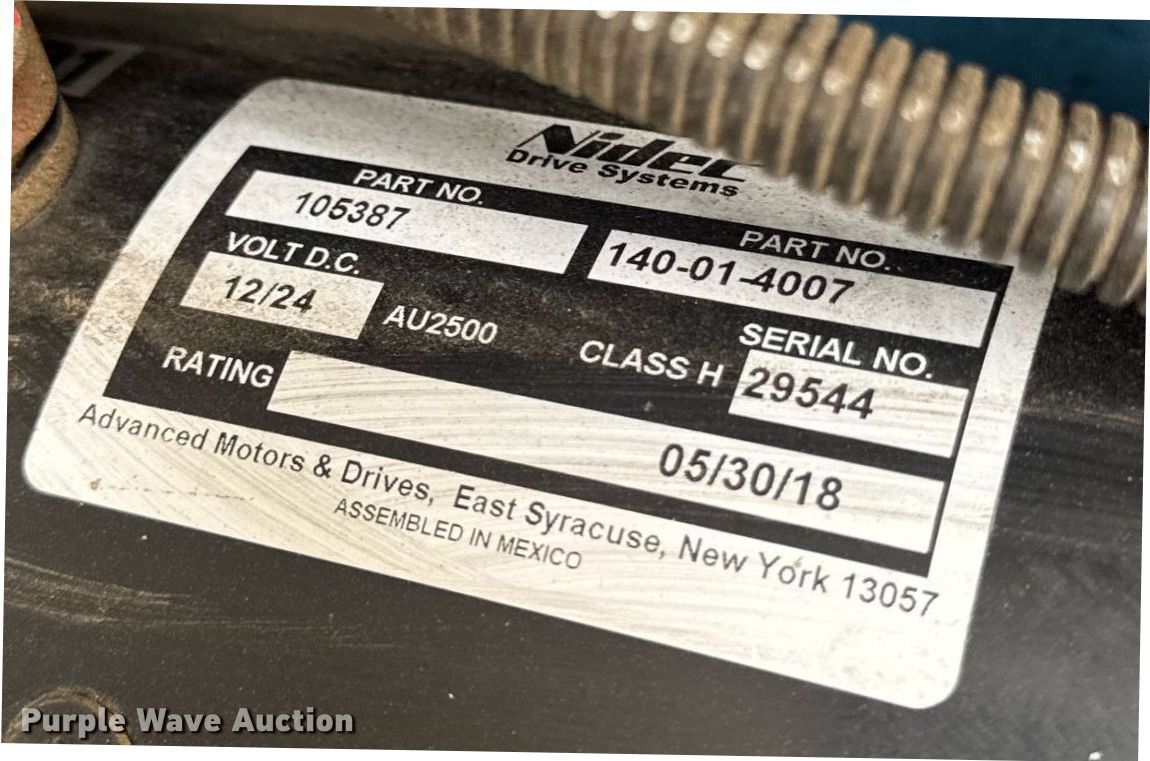 Nidec
Drive Systems
PART NO.
105387
PART NO.
140-01-4007
VOLT D.C.
12/24
AU2500
CLASS H
SERIAL NO.
29544
RATING
05/30/18
Advanced Motors & Drives, East Syracuse, New York 13057
ASSEMBLED IN MEXICO
Purple Wave Auction